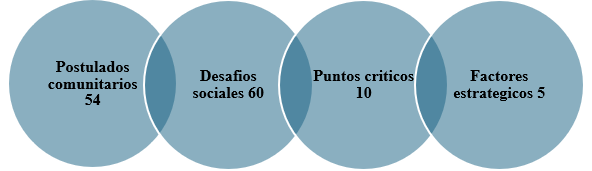 Postulados
comunitarios
54
Desafios
sociales 60
Puntos criticos
10
Factores
estrategicos 5